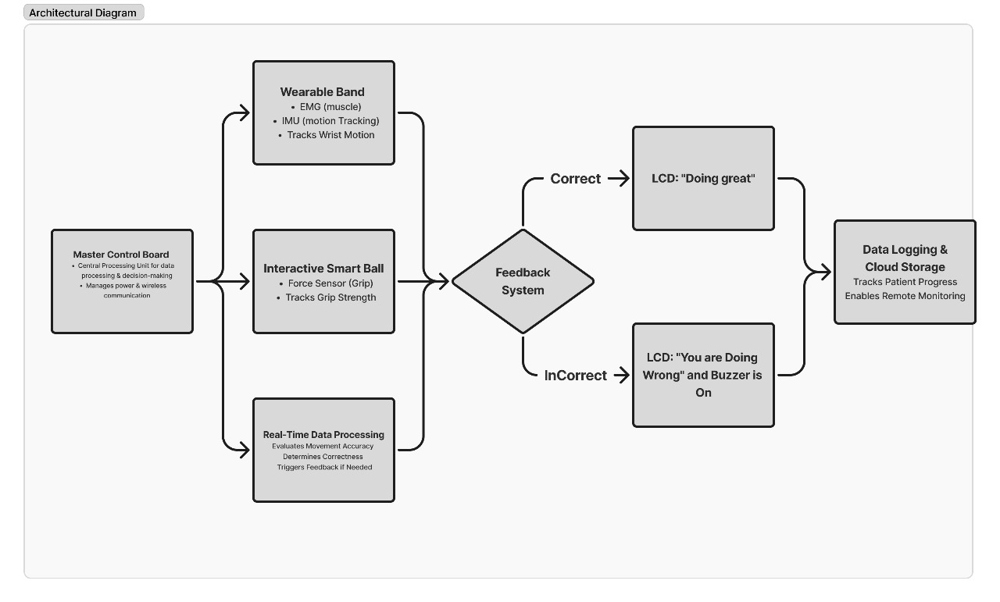 Architectural Diagram
Wearable Band
• EMG (muscle)
• IMU (motion Tracking)
• Tracks Wrist Motion
Master Control Board
• Central Processing Unit for data
processing & decision-making
• Manages power & wireless
communication
Interactive Smart Ball
• Force Sensor (Grip)
• Tracks Grip Strength
Real-Time Data Processing
Evaluates Movement Accuracy
Determines Correctness
Triggers Feedback if Needed
Feedback
System
Correct
LCD: "Doing great"
InCorrect
LCD: "You are Doing
Wrong" and Buzzer is
On
Data Logging &
Cloud Storage
Tracks Patient Progress
Enables Remote Monitoring